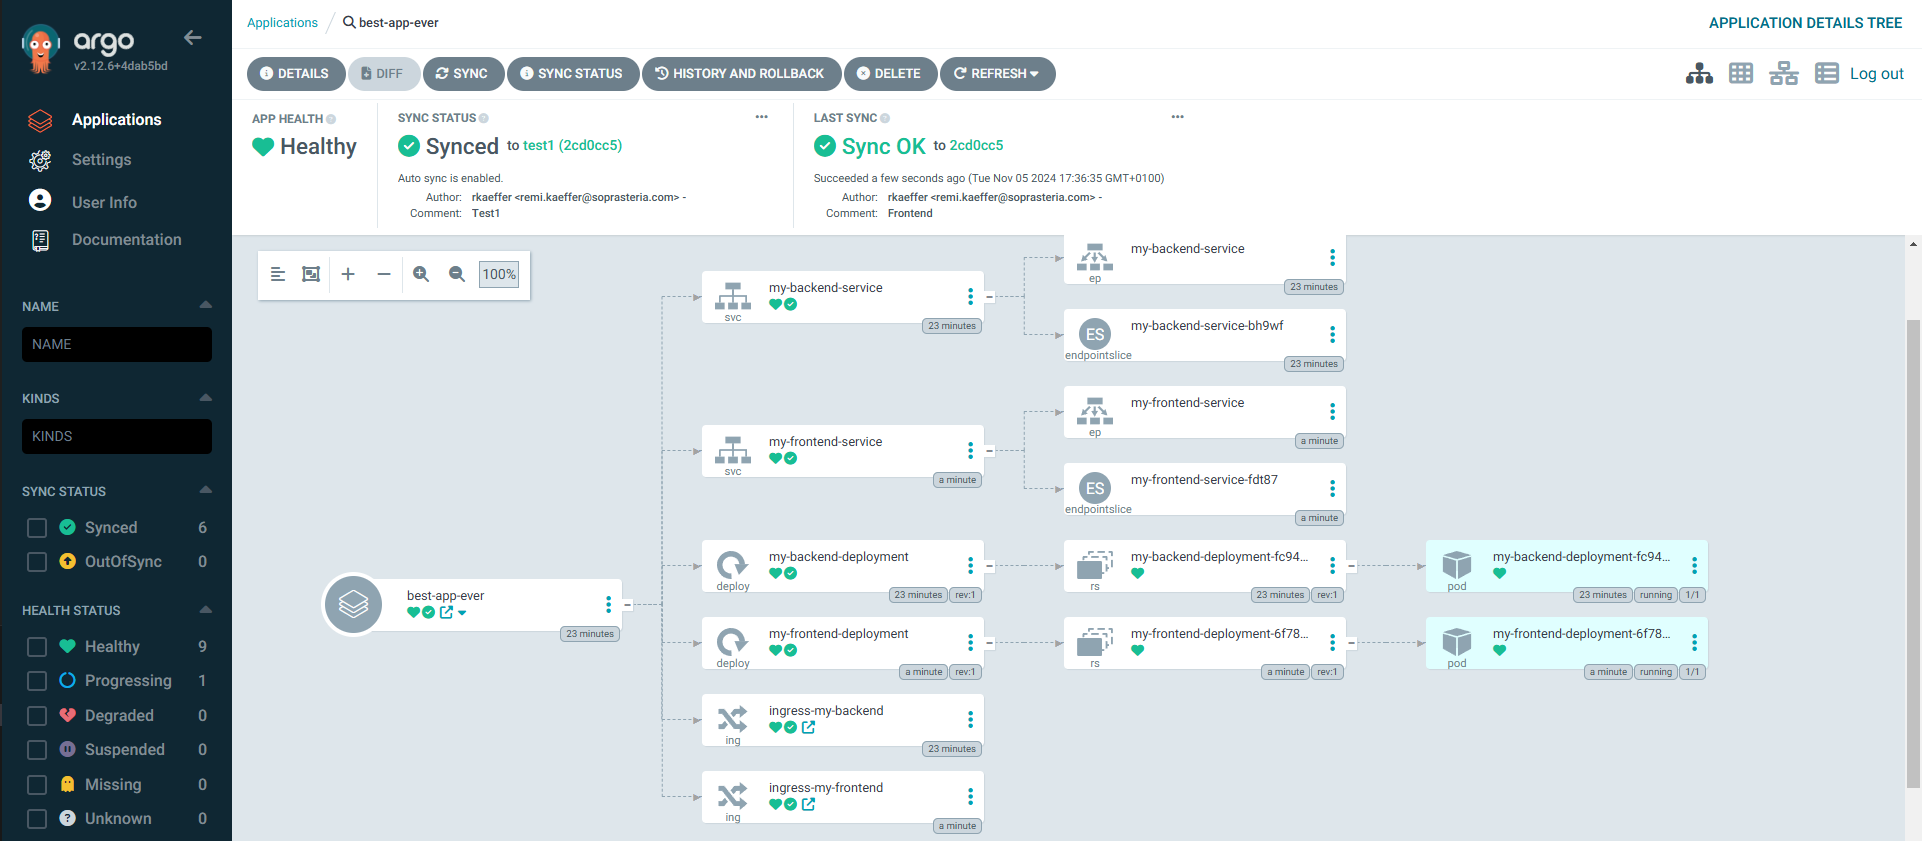 argo
v2.12.6+4dab5bd
Applications
Settings
User Info
Documentation
NAME
NAME
KINDS
KINDS
SYNC STATUS
Synced 6
OutOfSync 0
HEALTH STATUS
Healthy 9
Progressing 1
Degraded 0
Suspended 0
Missing 0
Unknown 0
Applications / best-app-ever
APPLICATION DETAILS TREE
DETAILS DIFF SYNC SYNC STATUS HISTORY AND ROLLBACK DELETE REFRESH
Log out
APP HEALTH
Healthy
SYNC STATUS
Synced to test1 (2cd0cc5)
Auto sync is enabled.
Author: rkaeffer <remi.kaeffer@soprasteria.com> -
Comment: Test1
LAST SYNC
Sync OK to 2cd0cc5
Succeeded a few seconds ago (Tue Nov 05 2024 17:36:35 GMT+0100)
Author: rkaeffer <remi.kaeffer@soprasteria.com> -
Comment: Frontend
100%
best-app-ever
23 minutes
my-backend-service
svc
23 minutes
my-frontend-service
svc
a minute
my-backend-deployment
deploy
23 minutes rev:1
my-frontend-deployment
deploy
a minute rev:1
ingress-my-backend
ing
23 minutes
ingress-my-frontend
ing
a minute
my-backend-service
ep
23 minutes
my-backend-service-bh9wf
ES
endpointslice
23 minutes
my-frontend-service
ep
a minute
my-frontend-service-fdt87
ES
endpointslice
a minute
my-backend-deployment-fc94...
rs
23 minutes rev:1
my-frontend-deployment-6f78...
rs
a minute rev:1
my-backend-deployment-fc94...
pod
23 minutes running 1/1
my-frontend-deployment-6f78...
pod
a minute running 1/1